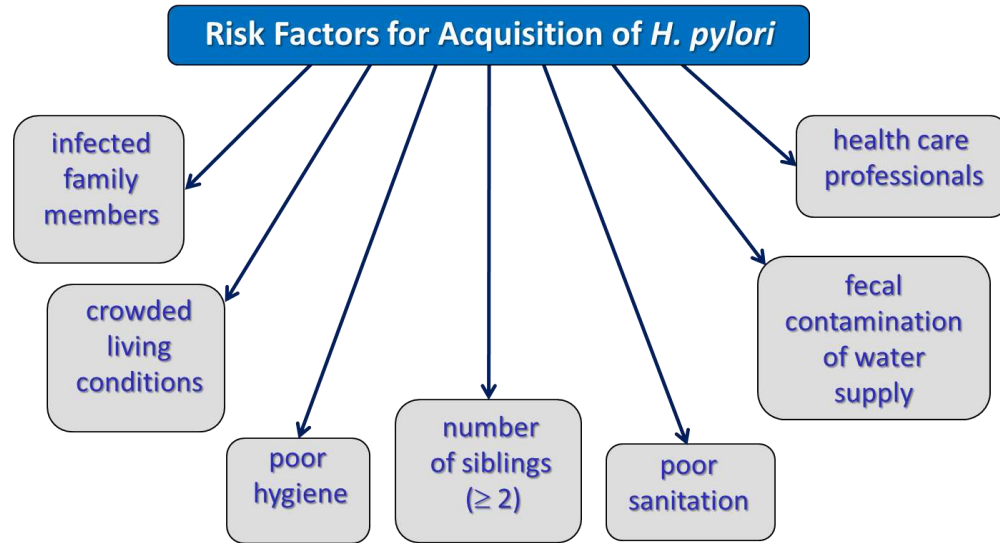 Risk Factors for Acquisition of H. pylori
infected
family
members
crowded
living
conditions
poor
hygiene
number
of siblings
(≥ 2)
poor
sanitation
fecal
contamination
of water
supply
health care
professionals